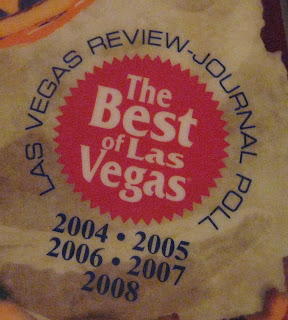 LAS VEGAS REVIEW-JOURNAL POLL
The
Best
of Las
Vegas
2004 • 2005
2006 • 2007
2008